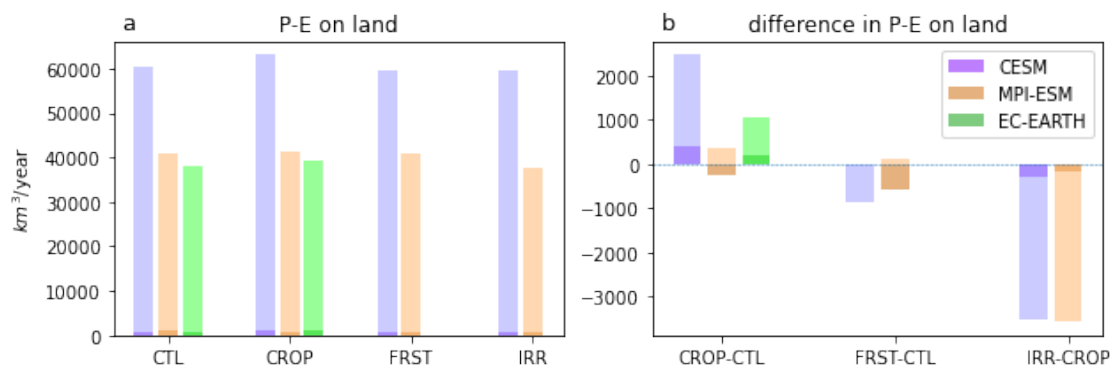 a
P-E on land
km³/year
60000
50000
40000
30000
20000
10000
0
CTL
CROP
FRST
IRR
b
difference in P-E on land
CESM
MPI-ESM
EC-EARTH
2000
1000
0
−1000
−2000
−3000
CROP-CTL
FRST-CTL
IRR-CROP